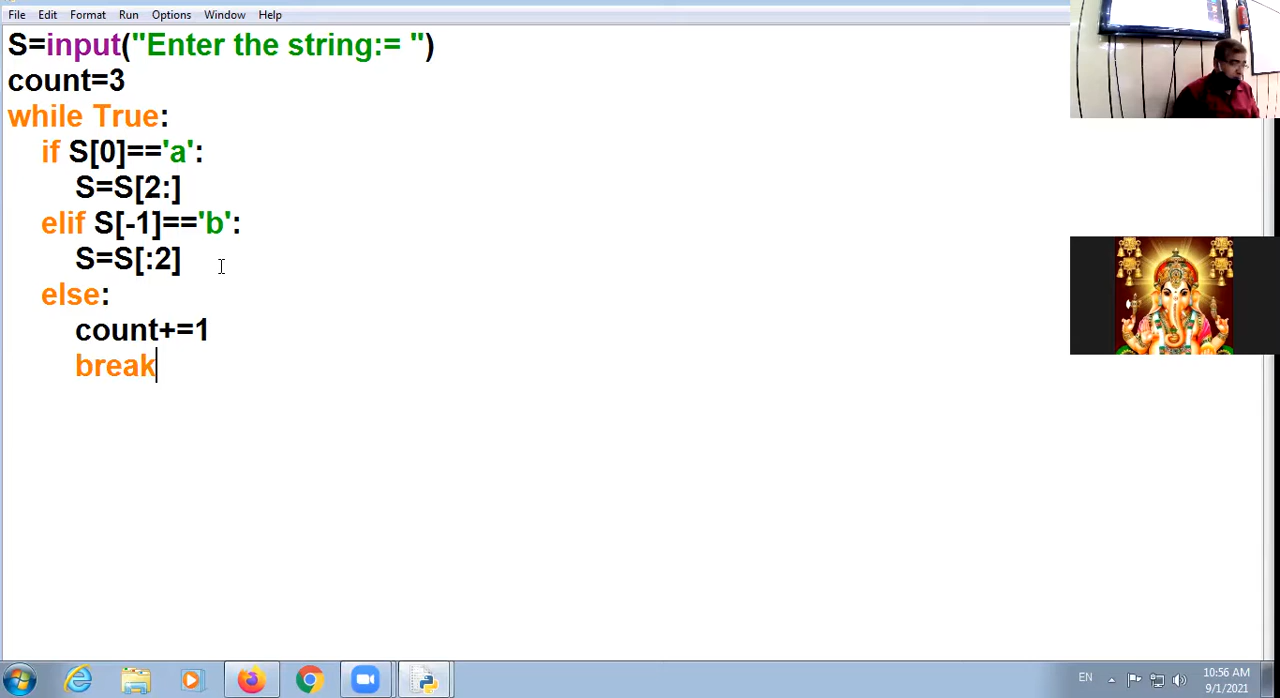 File Edit Format Run Options Window Help
S=input("Enter the string:= ")
count=3
while True:
    if S[0]=='a':
        S=S[2:]
    elif S[-1]=='b':
        S=S[:2]
    else:
        count+=1
        break
EN
10:56 AM
9/1/2021